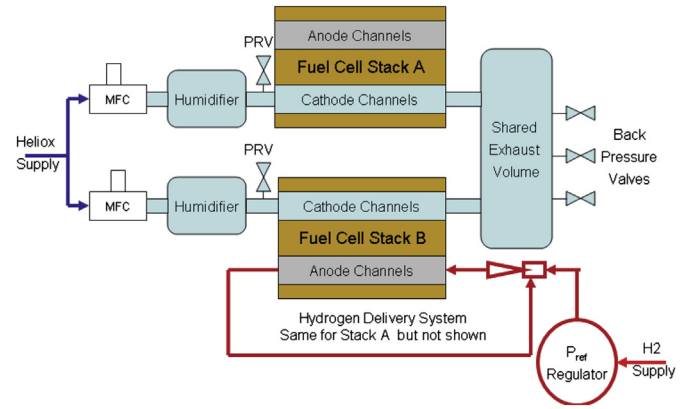 PRV
Anode Channels
Fuel Cell Stack A
Cathode Channels
MFC
Humidifier
Heliox
Supply
Shared
Exhaust
Volume
Back
Pressure
Valves
PRV
MFC
Humidifier
Cathode Channels
Fuel Cell Stack B
Anode Channels
Hydrogen Delivery System
Same for Stack A but not shown
Pref
Regulator
H2
Supply